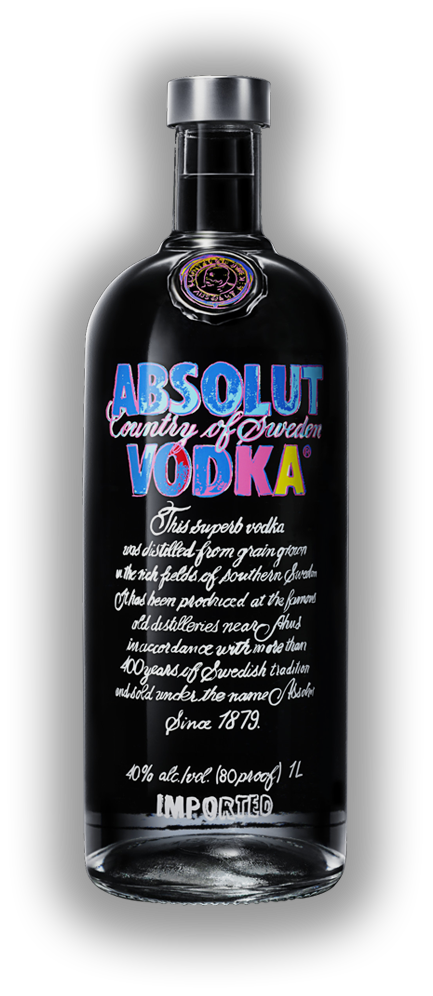 ABSOLUT
Country of Sweden
VODKA®
This superb vodka
was distilled from grain grown
in the rich fields of southern Sweden
It has been produced at the famous
old distilleries near Åhus
in accordance with more than
400 years of Swedish tradition
and sold under the name Absolut
Since 1879.
40% alc./vol. (80 proof) 1L
IMPORTED